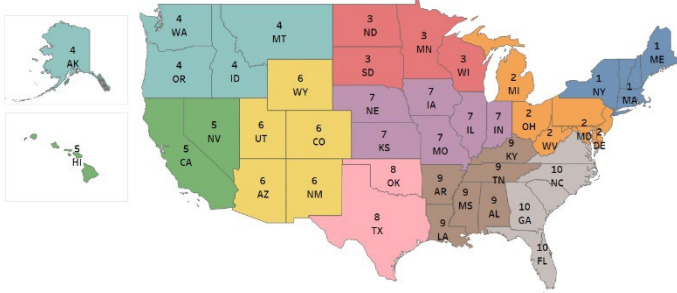 4
AK
5
HI
4
WA
4
OR
4
ID
4
MT
6
WY
5
NV
5
CA
6
UT
6
CO
6
AZ
6
NM
3
ND
3
SD
3
MN
3
WI
7
NE
7
KS
7
IA
7
MO
7
IL
7
IN
8
OK
8
TX
2
MI
2
OH
2
WV
2
MD
2
DE
1
NY
1
MA
1
ME
9
KY
9
TN
9
AR
9
LA
9
MS
9
AL
10
NC
10
GA
10
FL